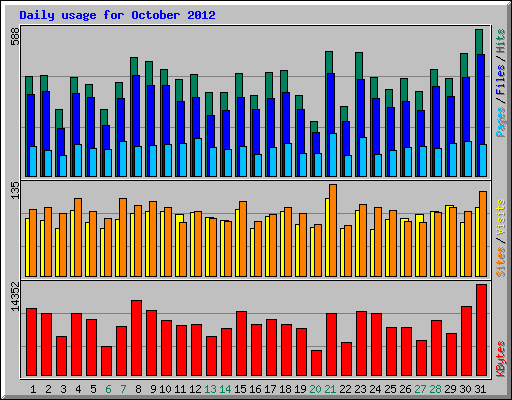 Daily usage for October 2012
588
Pages / Files / Hits
135
Sites / Visits
14352
KBytes
1 2 3 4 5 6 7 8 9 10 11 12 13 14 15 16 17 18 19 20 21 22 23 24 25 26 27 28 29 30 31